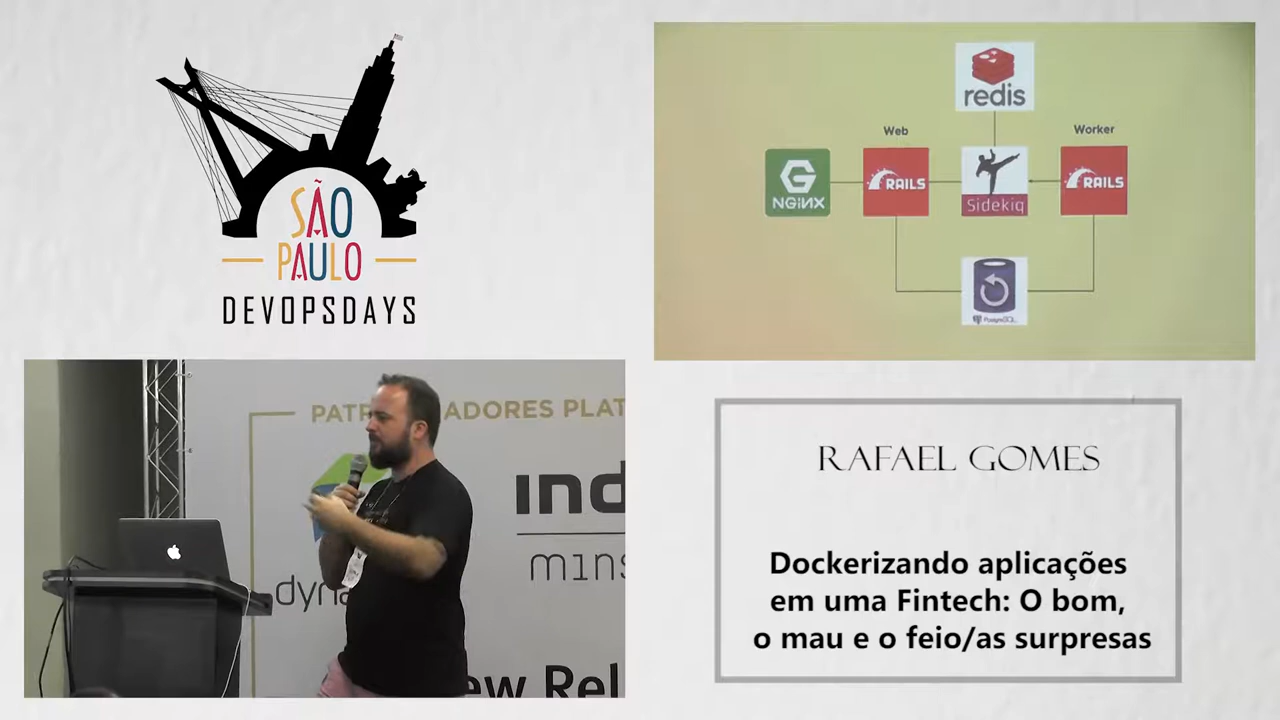 SÃO
PAULO
DEVOPSDAYS
redis
Web
Worker
NGINX
RAILS
Sidekiq
RAILS
PostgreSQL
PATR
ADORES PLAT
ind
mins
dyna
ew Rel
RAFAEL GOMES
Dockerizando aplicações
em uma Fintech: O bom,
o mau e o feio/as surpresas